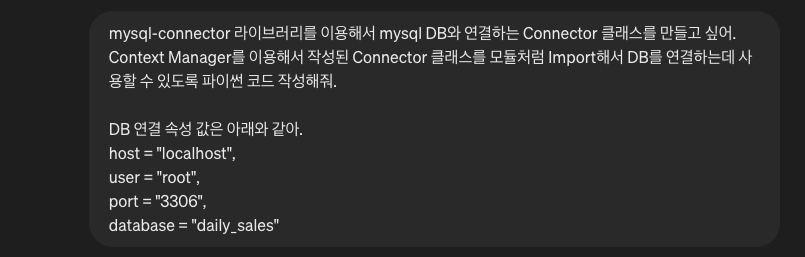 mysql-connector 라이브러리를 이용해서 mysql DB와 연결하는 Connector 클래스를 만들고 싶어.
Context Manager를 이용해서 작성된 Connector 클래스를 모듈처럼 Import해서 DB를 연결하는데 사
용할 수 있도록 파이썬 코드 작성해줘.
DB 연결 속성 값은 아래와 같아.
host = "localhost",
user = "root",
port = "3306",
database = "daily_sales"